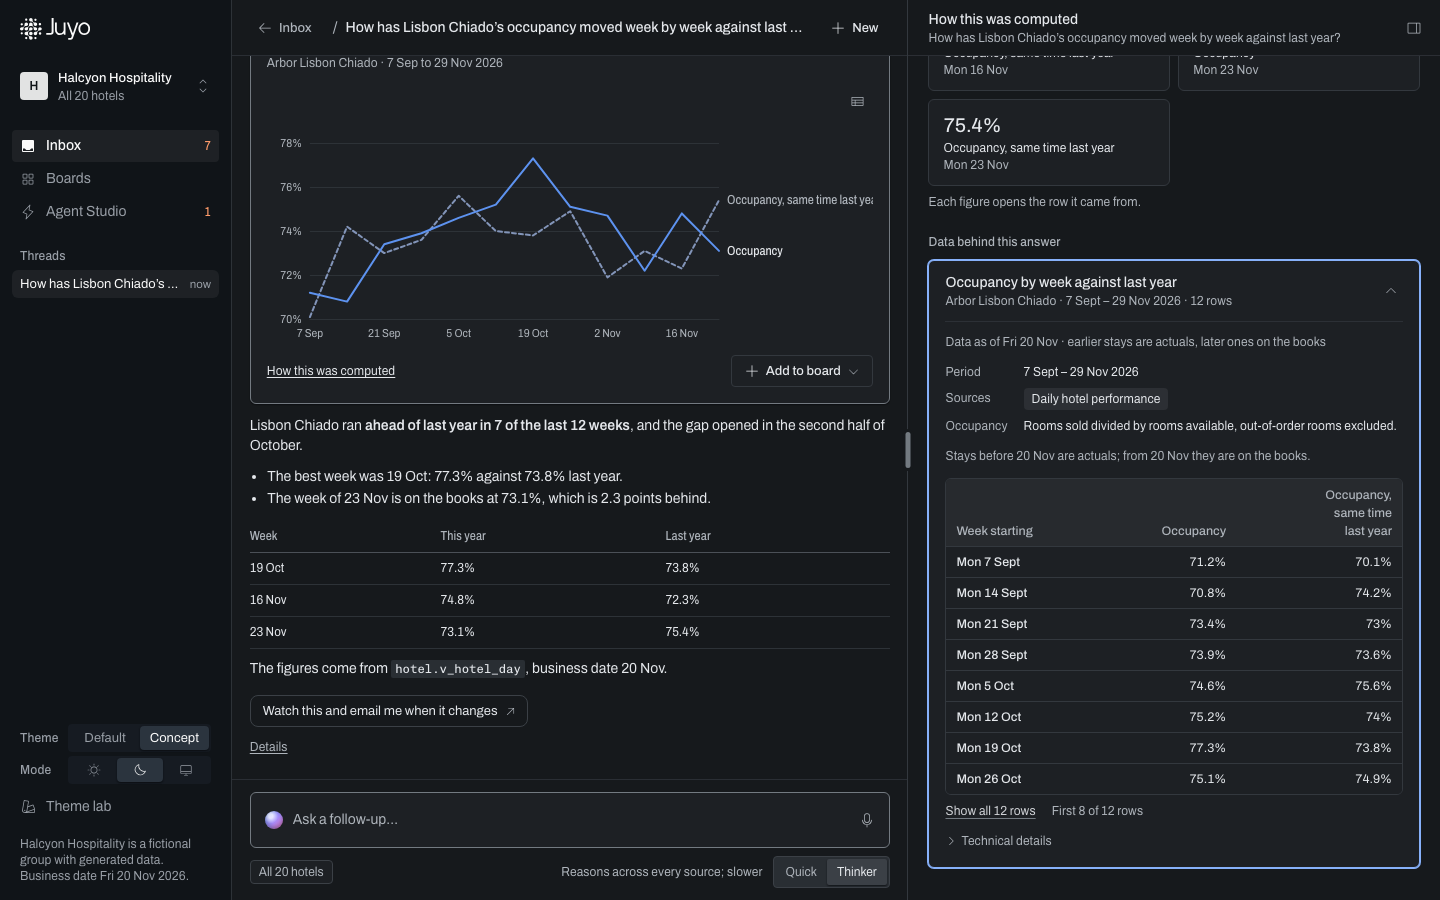 Juyo
H
Halcyon Hospitality
All 20 hotels
Inbox
7
Boards
Agent Studio
1
Threads
How has Lisbon Chiado's ...
now
Theme
Default
Concept
Mode
Theme lab
Halcyon Hospitality is a fictional
group with generated data.
Business date Fri 20 Nov 2026.
Inbox
/ How has Lisbon Chiado's occupancy moved week by week against last ...
New
Arbor Lisbon Chiado · 7 Sep to 29 Nov 2026
78%
76%
74%
72%
70%
7 Sep
21 Sep
5 Oct
19 Oct
2 Nov
16 Nov
Occupancy, same time last yea
Occupancy
How this was computed
Add to board
Lisbon Chiado ran ahead of last year in 7 of the last 12 weeks, and the gap opened in the second half of
October.
• The best week was 19 Oct: 77.3% against 73.8% last year.
• The week of 23 Nov is on the books at 73.1%, which is 2.3 points behind.
Week This year Last year
19 Oct 77.3% 73.8%
16 Nov 74.8% 72.3%
23 Nov 73.1% 75.4%
The figures come from hotel.v_hotel_day, business date 20 Nov.
Watch this and email me when it changes
Details
Ask a follow-up...
All 20 hotels
Reasons across every source; slower
Quick
Thinker
How this was computed
How has Lisbon Chiado's occupancy moved week by week against last year?
Mon 16 Nov
Mon 23 Nov
75.4%
Occupancy, same time last year
Mon 23 Nov
Each figure opens the row it came from.
Data behind this answer
Occupancy by week against last year
Arbor Lisbon Chiado · 7 Sept – 29 Nov 2026 · 12 rows
Data as of Fri 20 Nov · earlier stays are actuals, later ones on the books
Period 7 Sept – 29 Nov 2026
Sources Daily hotel performance
Occupancy Rooms sold divided by rooms available, out-of-order rooms excluded.
Stays before 20 Nov are actuals; from 20 Nov they are on the books.
Occupancy,
same time
Week starting Occupancy last year
Mon 7 Sept 71.2% 70.1%
Mon 14 Sept 70.8% 74.2%
Mon 21 Sept 73.4% 73%
Mon 28 Sept 73.9% 73.6%
Mon 5 Oct 74.6% 75.6%
Mon 12 Oct 75.2% 74%
Mon 19 Oct 77.3% 73.8%
Mon 26 Oct 75.1% 74.9%
Show all 12 rows
First 8 of 12 rows
Technical details